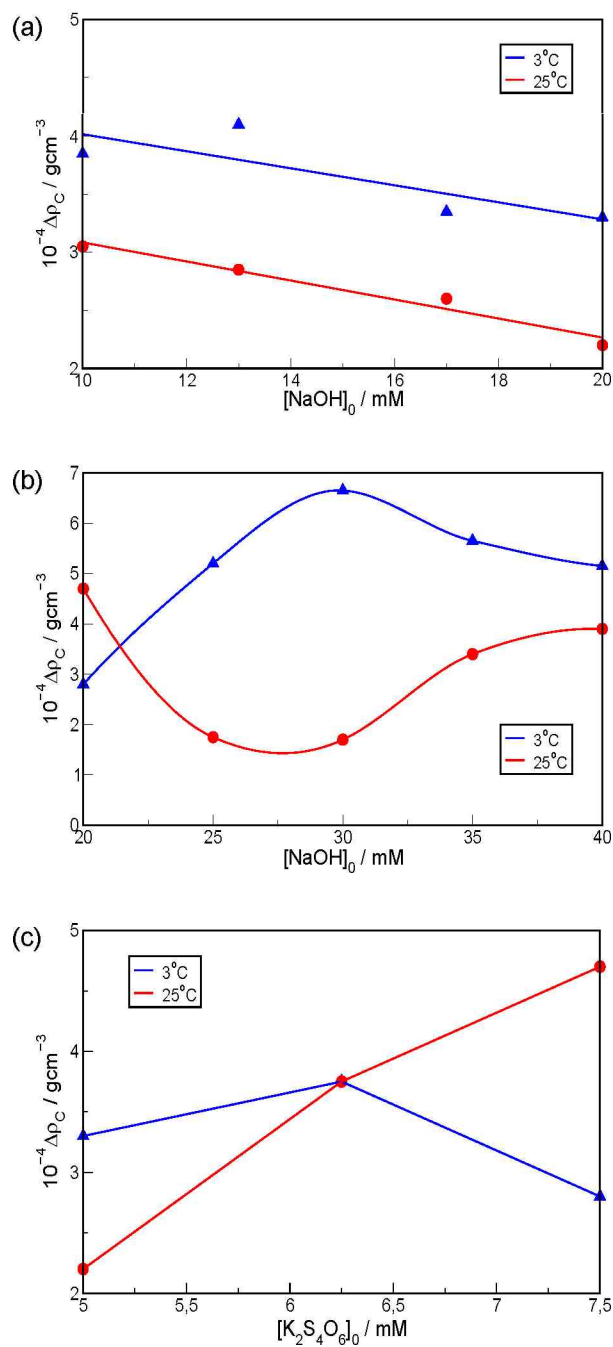 (a)
10⁻⁴Δρ_C / gcm⁻³
5
4
3
2
3°C
25°C
10 12 14 16 18 20
[NaOH]₀ / mM
(b)
10⁻⁴Δρ_C / gcm⁻³
7
6
5
4
3
2
1
0
3°C
25°C
20 25 30 35 40
[NaOH]₀ / mM
(c)
10⁻⁴Δρ_C / gcm⁻³
5
4
3
2
3°C
25°C
5 5,5 6 6,5 7 7,5
[K₂S₄O₆]₀ / mM